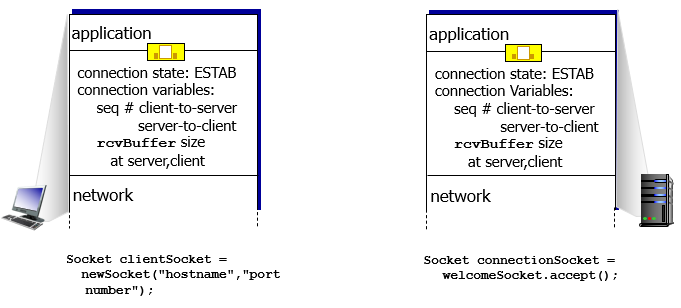 application
connection state: ESTAB
connection variables:
seq # client-to-server
server-to-client
rcvBuffer size
at server,client
network
Socket clientSocket =
newSocket("hostname","port
number");
application
connection state: ESTAB
connection Variables:
seq # client-to-server
server-to-client
rcvBuffer size
at server,client
network
Socket connectionSocket =
welcomeSocket.accept();